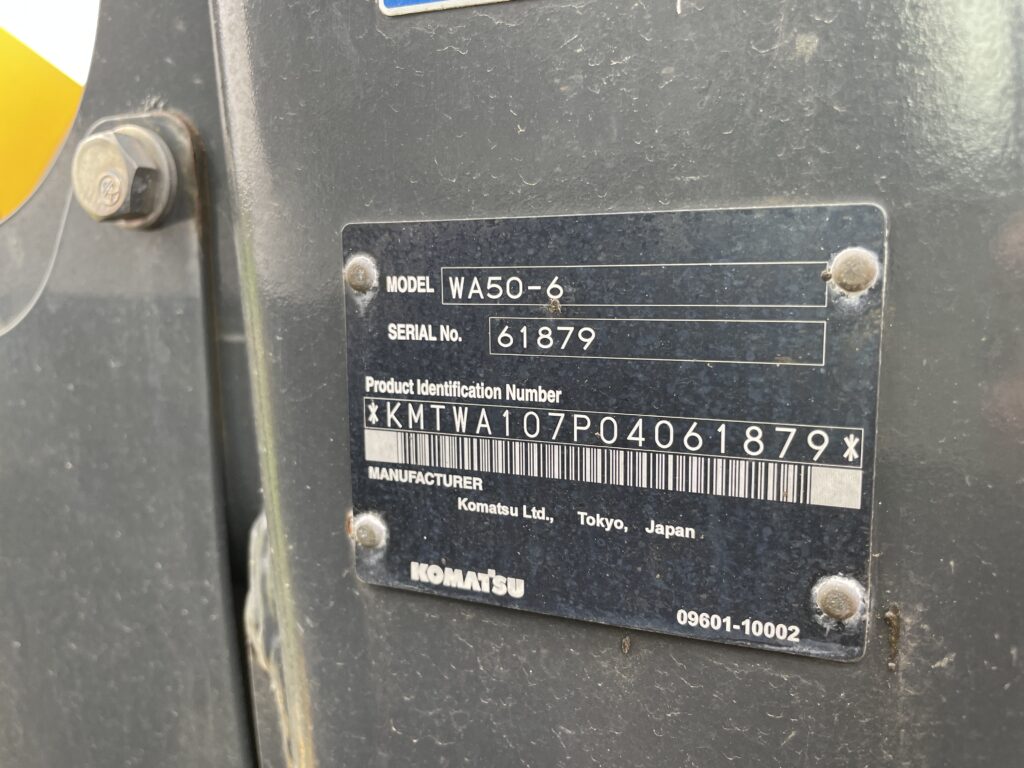 MODEL WA50-6
SERIAL No. 61879
Product Identification Number
*KMTWA107P04061879*
MANUFACTURER
Komatsu Ltd., Tokyo, Japan
KOMATSU
09601-10002